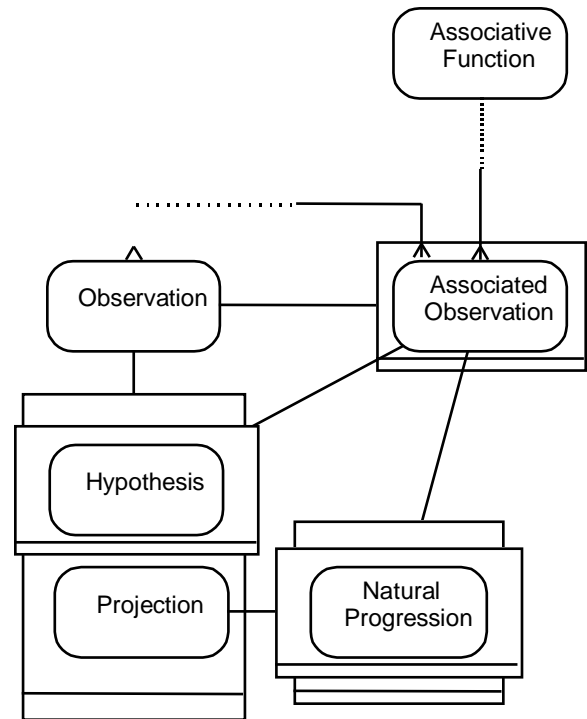 Associative
Function
Observation
Associated
Observation
Hypothesis
Projection
Natural
Progression